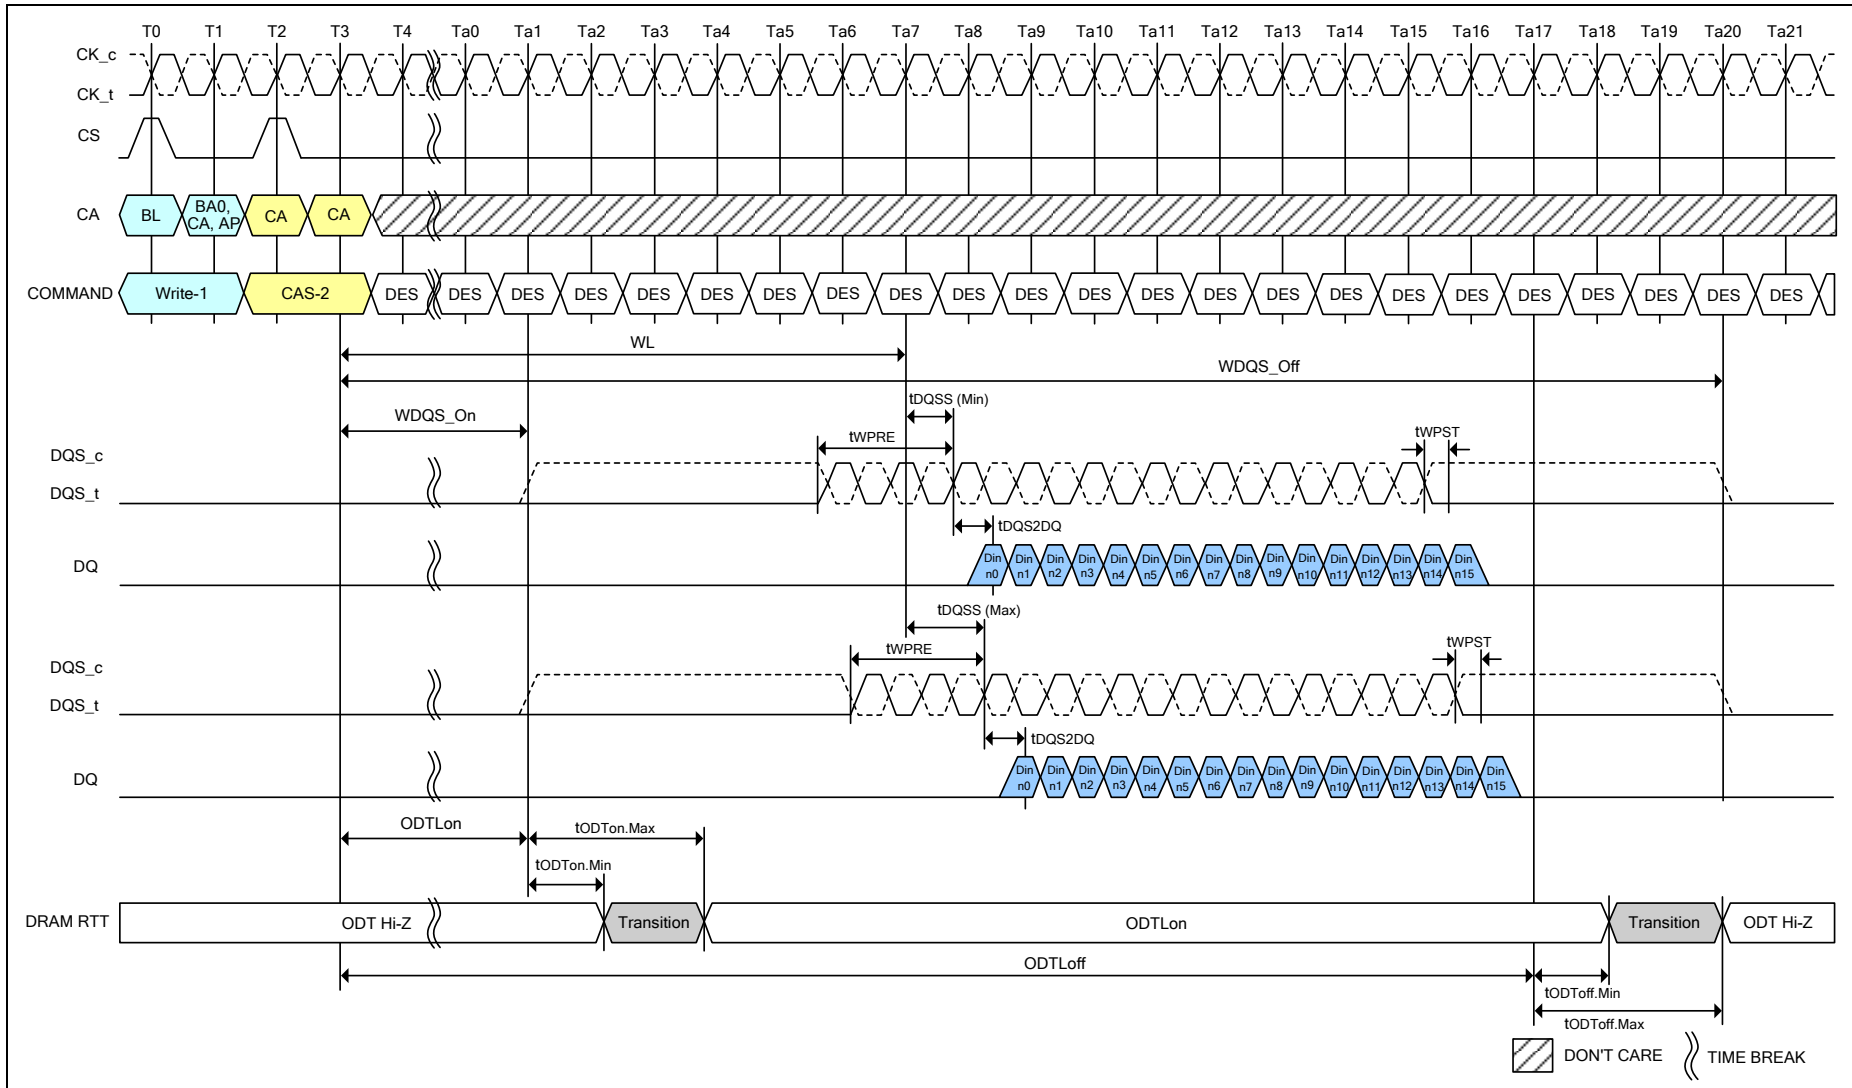 T0 T1 T2 T3 T4 Ta0 Ta1 Ta2 Ta3 Ta4 Ta5 Ta6 Ta7 Ta8 Ta9 Ta10 Ta11 Ta12 Ta13 Ta14 Ta15 Ta16 Ta17 Ta18 Ta19 Ta20 Ta21
CK_c
CK_t
CS
CA BL BA0, CA, AP CA CA
COMMAND Write-1 CAS-2 DES DES DES DES DES DES DES DES DES DES DES DES DES DES DES DES DES DES DES DES DES DES DES
WL
WDQS_Off
WDQS_On
tDQSS (Min)
tWPRE
tWPST
DQS_c
DQS_t
tDQS2DQ
DQ
Din n0 Din n1 Din n2 Din n3 Din n4 Din n5 Din n6 Din n7 Din n8 Din n9 Din n10 Din n11 Din n12 Din n13 Din n14 Din n15
tDQSS (Max)
tWPRE
tWPST
DQS_c
DQS_t
tDQS2DQ
DQ
Din n0 Din n1 Din n2 Din n3 Din n4 Din n5 Din n6 Din n7 Din n8 Din n9 Din n10 Din n11 Din n12 Din n13 Din n14 Din n15
ODTLon
tODTon.Max
tODTon.Min
DRAM RTT ODT Hi-Z Transition ODTLon Transition ODT Hi-Z
ODTLoff
tODToff.Min
tODToff.Max
DON'T CARE
TIME BREAK